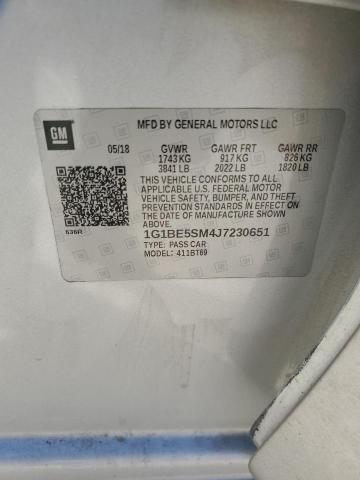 GM
MFD BY GENERAL MOTORS LLC
05/18 GVWR GAWR FRT GAWR RR
1743 KG 917 KG 826 KG
3841 LB 2022 LB 1820 LB
THIS VEHICLE CONFORMS TO ALL
APPLICABLE U.S. FEDERAL MOTOR
VEHICLE SAFETY, BUMPER, AND THEFT
PREVENTION STANDARDS IN EFFECT ON
THE DATE OF MANUFACTURE SHOWN
ABOVE.
636R
1G1BE5SM4J7230651
TYPE: PASS CAR
MODEL: 411BT69